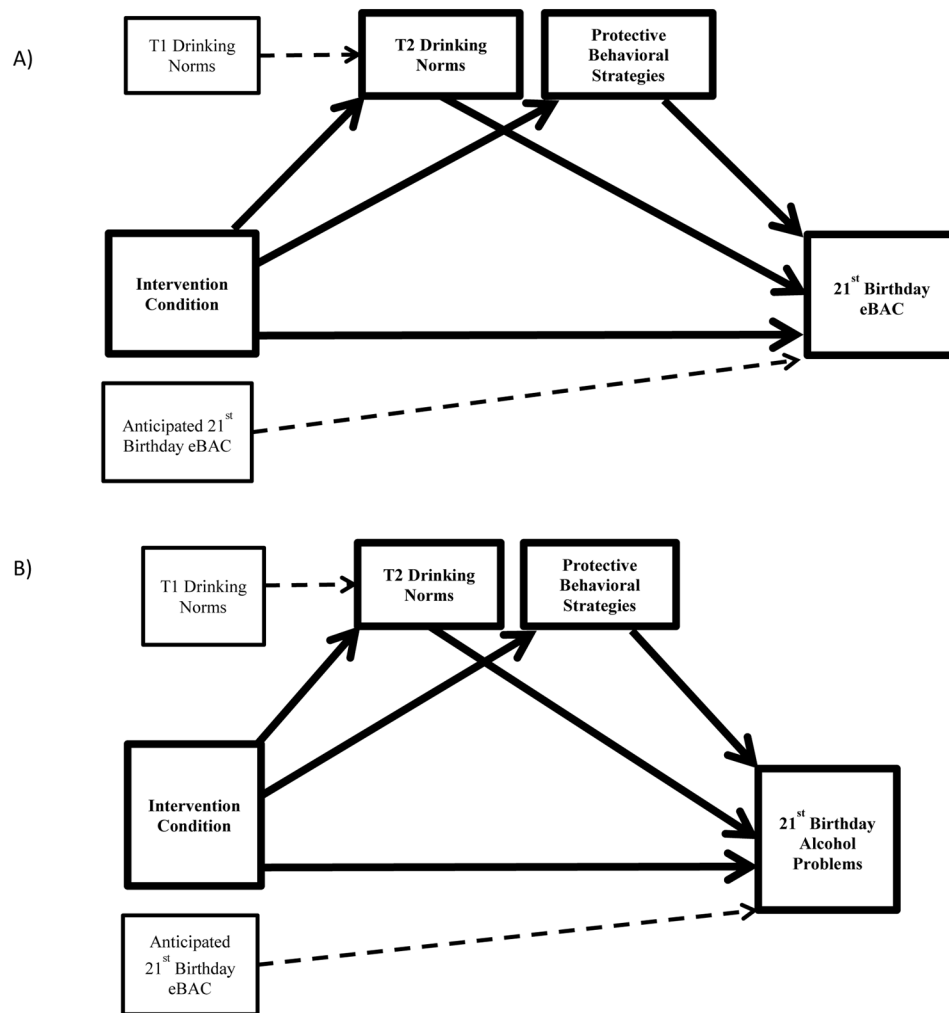 A)
T1 Drinking
Norms
T2 Drinking
Norms
Protective
Behavioral
Strategies
Intervention
Condition
21st Birthday
eBAC
Anticipated 21st
Birthday eBAC
B)
T1 Drinking
Norms
T2 Drinking
Norms
Protective
Behavioral
Strategies
Intervention
Condition
21st Birthday
Alcohol
Problems
Anticipated
21st Birthday
eBAC